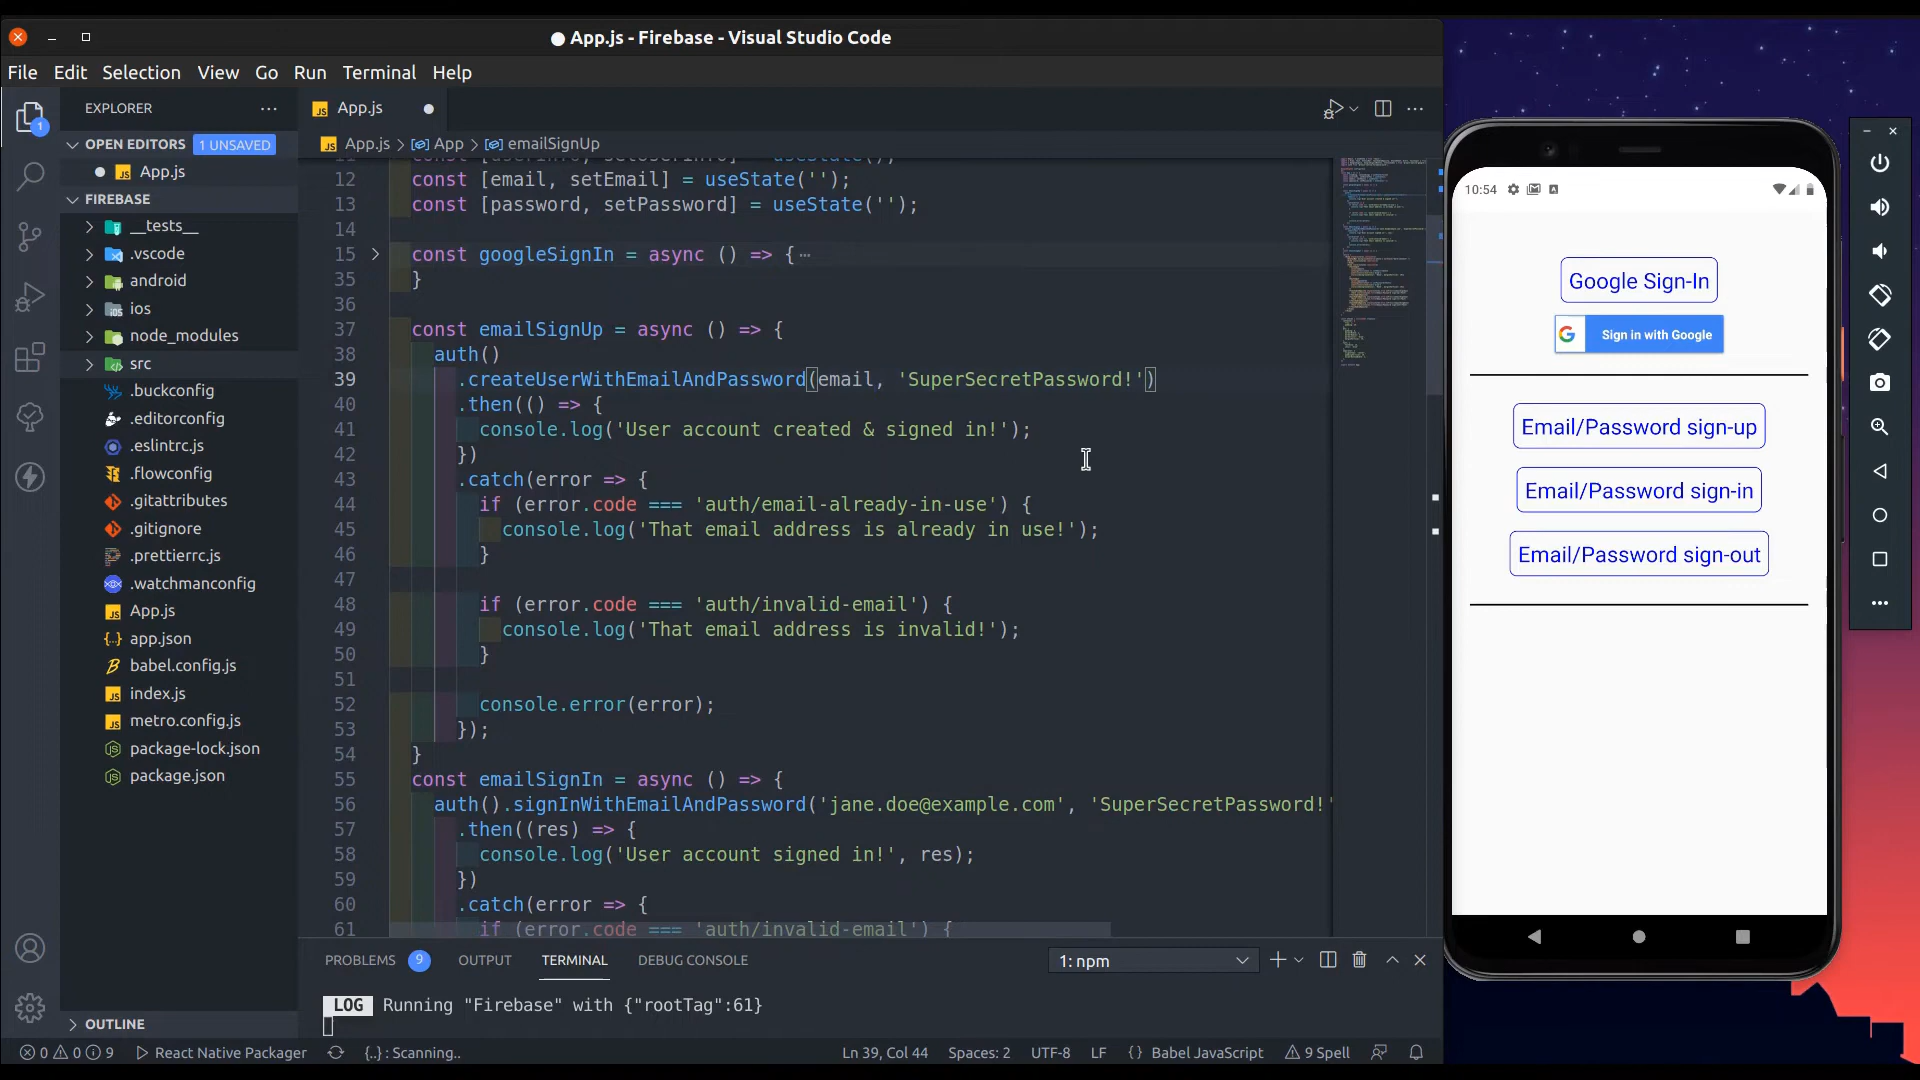 ● App.js - Firebase - Visual Studio Code
File Edit Selection View Go Run Terminal Help
EXPLORER
OPEN EDITORS 1 UNSAVED
App.js
FIREBASE
__tests__
.vscode
android
ios
node_modules
src
.buckconfig
.editorconfig
.eslintrc.js
.flowconfig
.gitattributes
.gitignore
.prettierrc.js
.watchmanconfig
App.js
app.json
babel.config.js
index.js
metro.config.js
package-lock.json
package.json
OUTLINE
App.js
App.js > App > emailSignUp
11 const [userInfo, setUserInfo] = useState();
12 const [email, setEmail] = useState('');
13 const [password, setPassword] = useState('');
14
15 const googleSignIn = async () => {⋯
35 }
36
37 const emailSignUp = async () => {
38 auth()
39 .createUserWithEmailAndPassword(email, 'SuperSecretPassword!')
40 .then(() => {
41 console.log('User account created & signed in!');
42 })
43 .catch(error => {
44 if (error.code === 'auth/email-already-in-use') {
45 console.log('That email address is already in use!');
46 }
47
48 if (error.code === 'auth/invalid-email') {
49 console.log('That email address is invalid!');
50 }
51
52 console.error(error);
53 });
54 }
55 const emailSignIn = async () => {
56 auth().signInWithEmailAndPassword('jane.doe@example.com', 'SuperSecretPassword!'
57 .then((res) => {
58 console.log('User account signed in!', res);
59 })
60 .catch(error => {
61 if (error.code === 'auth/invalid-email') {
PROBLEMS 9 OUTPUT TERMINAL DEBUG CONSOLE 1: npm
LOG Running "Firebase" with {"rootTag":61}
0 0 9 React Native Packager {..} : Scanning.. Ln 39, Col 44 Spaces: 2 UTF-8 LF {} Babel JavaScript 9 Spell
10:54
Google Sign-In
G Sign in with Google
Email/Password sign-up
Email/Password sign-in
Email/Password sign-out